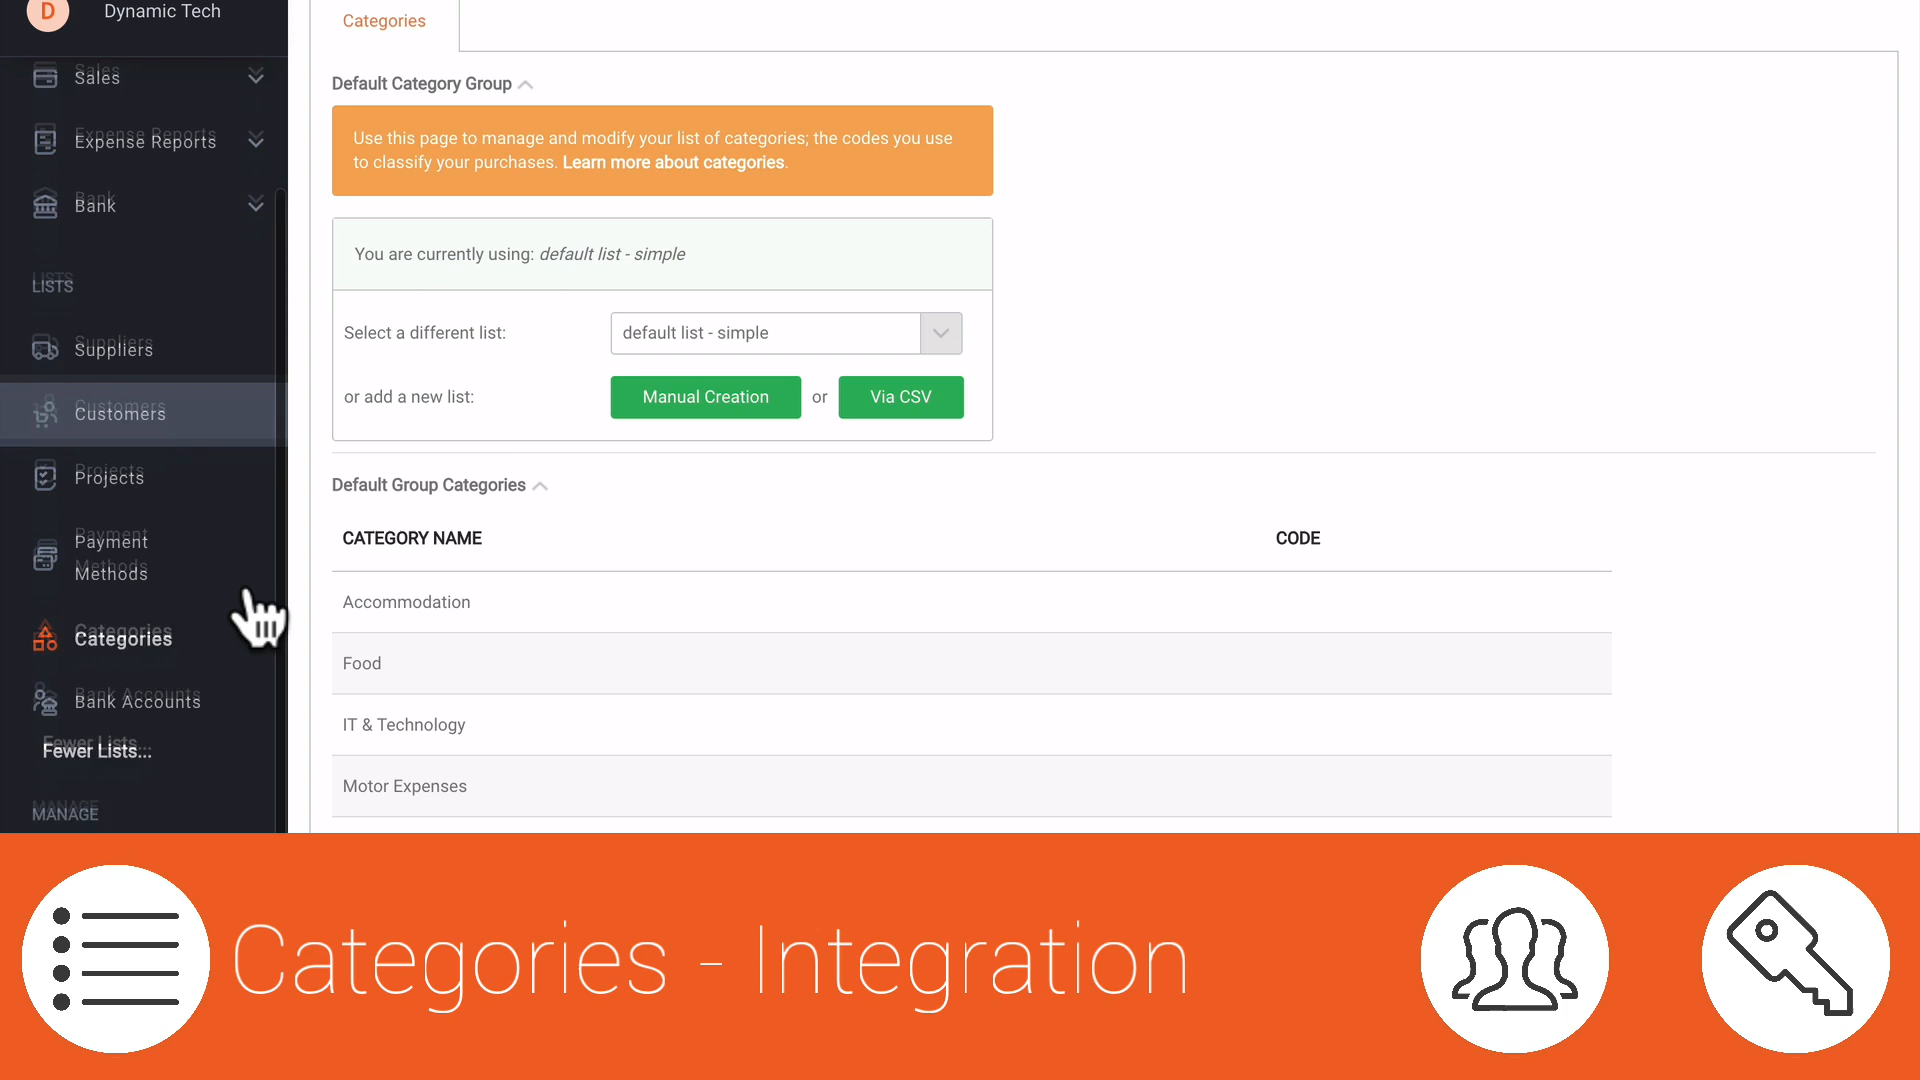 D
Dynamic Tech
Sales
Expense Reports
Bank
LISTS
Suppliers
Customers
Projects
Payment
Methods
Categories
Bank Accounts
Fewer Lists...
MANAGE
Categories
Default Category Group
Use this page to manage and modify your list of categories; the codes you use
to classify your purchases. Learn more about categories.
You are currently using: default list - simple
Select a different list: default list - simple
or add a new list: Manual Creation or Via CSV
Default Group Categories
CATEGORY NAME CODE
Accommodation
Food
IT & Technology
Motor Expenses
Categories - Integration